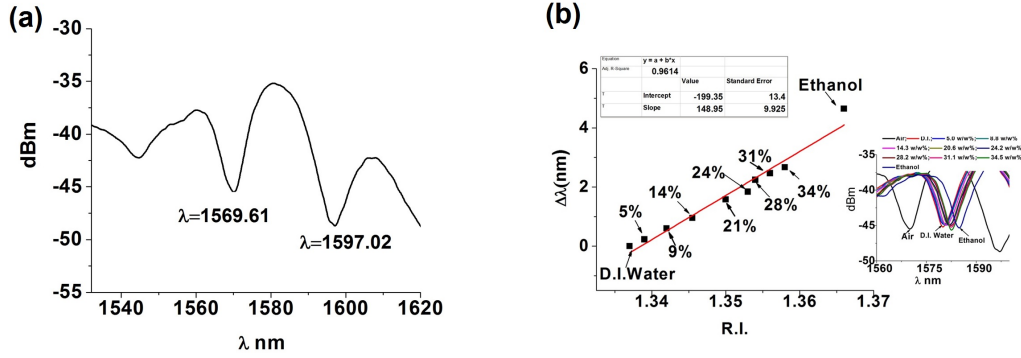 (a)
-30
-35
-40
-45
-50
-55
dBm
λ=1569.61
λ=1597.02
1540 1560 1580 1600 1620
λ nm
(b)
6
4
2
0
Δλ(nm)
Equation y = a + b*x
Adj. R-Square 0.9614
Value Standard Error
Intercept -199.35 13.4
Slope 148.95 9.925
Ethanol
31%
24%
34%
14%
28%
5%
21%
9%
D.I.Water
1.34 1.35 1.36 1.37
R.I.
Air; D.I.; 5.0 w/w%; 8.8 w/w%
14.3 w/w%; 20.6 w/w%; 24.2 w/w%;
28.2 w/w%; 31.1 w/w%; 34.5 w/w%;
Ethanol
-35
-40
-45
-50
dBm
Air D.I. Water Ethanol
1560 1575 1590
λ nm